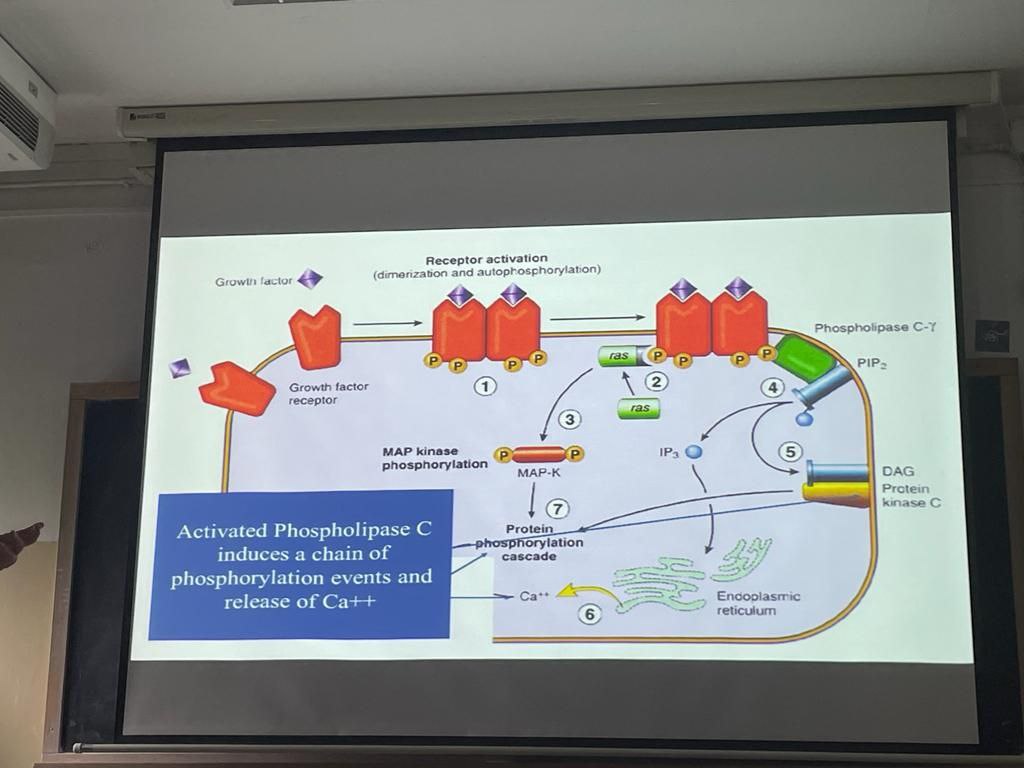 Receptor activation
(dimerization and autophosphorylation)
Growth factor
Growth factor
receptor
P
P
P
P
1
ras
P
P
P
P
2
ras
3
Phospholipase C-γ
PIP2
4
MAP kinase
phosphorylation
P
P
MAP-K
IP3
5
DAG
Protein
kinase C
7
Protein
phosphorylation
cascade
Activated Phospholipase C
induces a chain of
phosphorylation events and
release of Ca++
Ca++
6
Endoplasmic
reticulum